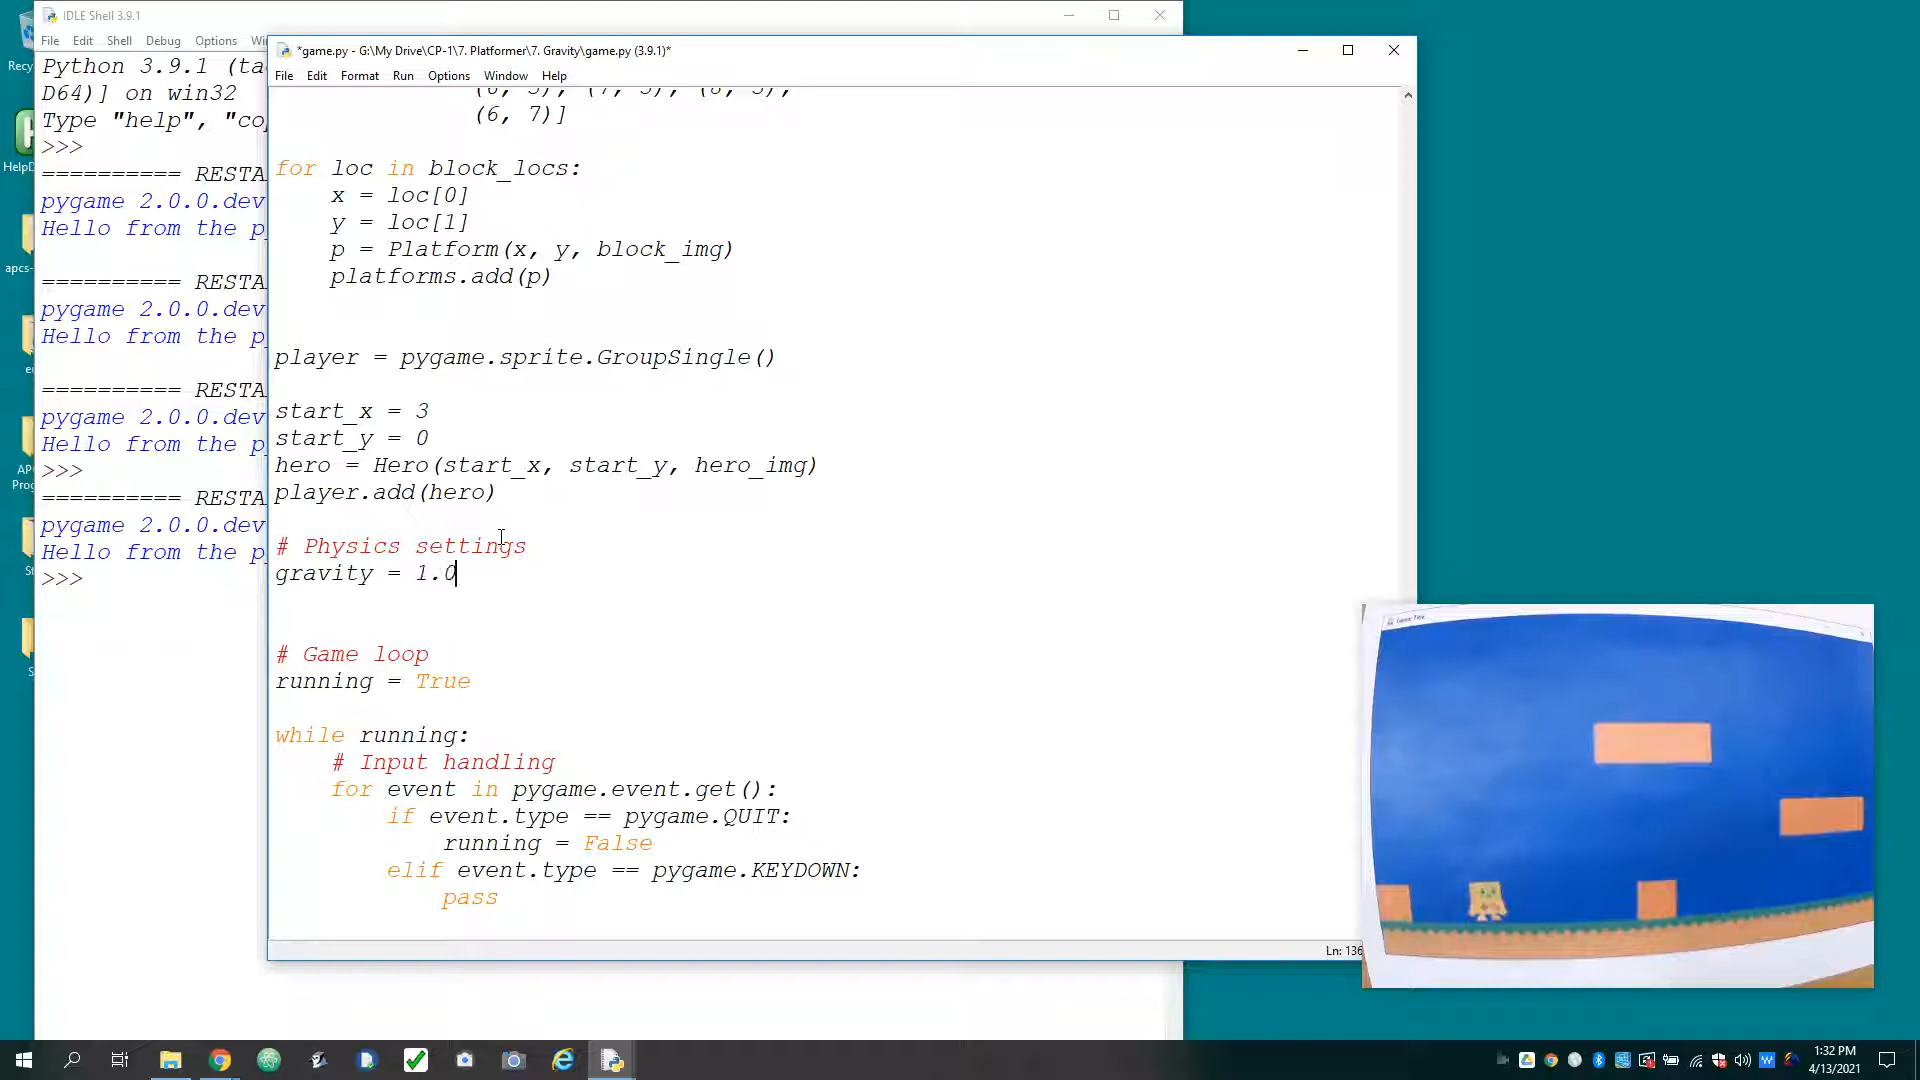 IDLE Shell 3.9.1
File Edit Shell Debug Options
Python 3.9.1
D64)] on win32
Type "help",
>>>
========== RESTA
pygame 2.0.0.dev
Hello from the
========== RESTA
pygame 2.0.0.dev
Hello from the
========== RESTA
pygame 2.0.0.dev
Hello from the
>>>
========== RESTA
pygame 2.0.0.dev
Hello from the
>>>
*game.py - G:\My Drive\CP-1\7. Platformer\7. Gravity\game.py (3.9.1)*
File Edit Format Run Options Window Help
(6, 7)]
for loc in block_locs:
x = loc[0]
y = loc[1]
p = Platform(x, y, block_img)
platforms.add(p)
player = pygame.sprite.GroupSingle()
start_x = 3
start_y = 0
hero = Hero(start_x, start_y, hero_img)
player.add(hero)
# Physics settings
gravity = 1.0
# Game loop
running = True
while running:
# Input handling
for event in pygame.event.get():
if event.type == pygame.QUIT:
running = False
elif event.type == pygame.KEYDOWN:
pass
Ln: 136
1:32 PM
4/13/2021